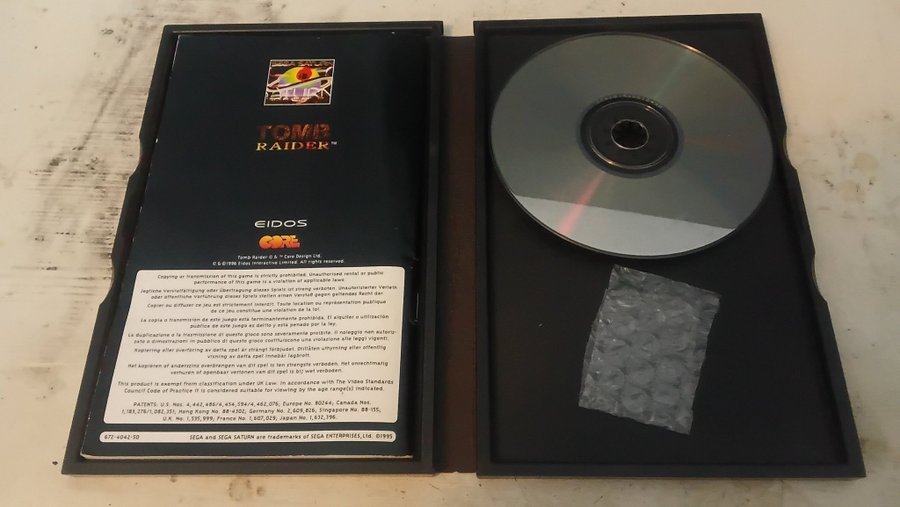 SEGA SATURN
TOMB
RAIDER™
EIDOS
CORE
Tomb Raider © & ™ Core Design Ltd.
© & ℗1996 Eidos Interactive Limited. All rights reserved.
Copying or transmission of this game is strictly prohibited. Unauthorised rental or public
performance of this game is a violation of applicable laws.
Jegliche Vervielfältigung oder Übertragung dieses Spiels ist streng verboten. Unautorisierter Verleih
oder öffentliche Vorführung dieses Spiels stellen einen Verstoß gegen geltendes Recht dar
Copier ou diffuser ce jeu est strictement interdit. Toute location ou représentation publique
de ce jeu constitue une violation de la loi.
La copia o transmisión de este juego está terminantemente prohibida. El alquiler o utilización
pública de este juego es delito y está penado por la ley.
La duplicazione o la trasmissione di questo gioco sono severamente proibite. Il noleggio non autoriz-
zato o dimostrazioni in pubblico di questo gioco costituiscono una violazione alle leggi vigenti.
Kopiering eller överföring av detta spel är strängt förbjudet. Otillåten uthyrning eller offentlig
visning av detta spel innebär lagbrott.
Het kopieren of anderszins overbrengen van dit spel is ten strengste verboden. Het onrechtmatig
verhuren of openbaar vertonen van dit spel is bij wet verboden.
This product is exempt from classification under UK Law. In accordance with The Video Standards
Council Code of Practice it is considered suitable for viewing by the age range(s) indicated.
PATENTS: U.S. Nos. 4,442,486/4,454,594/4,462,076; Europe No. 80244; Canada Nos.
1,183,276/1,082,351; Hong Kong No. 88-4302; Germany No. 2,609,826; Singapore No. 88-155;
U.K. No. 1,535,999; France No. 1,607,029; Japan No. 1,632,396.
672-4042-50
SEGA and SEGA SATURN are trademarks of SEGA ENTERPRISES, Ltd. ©1995